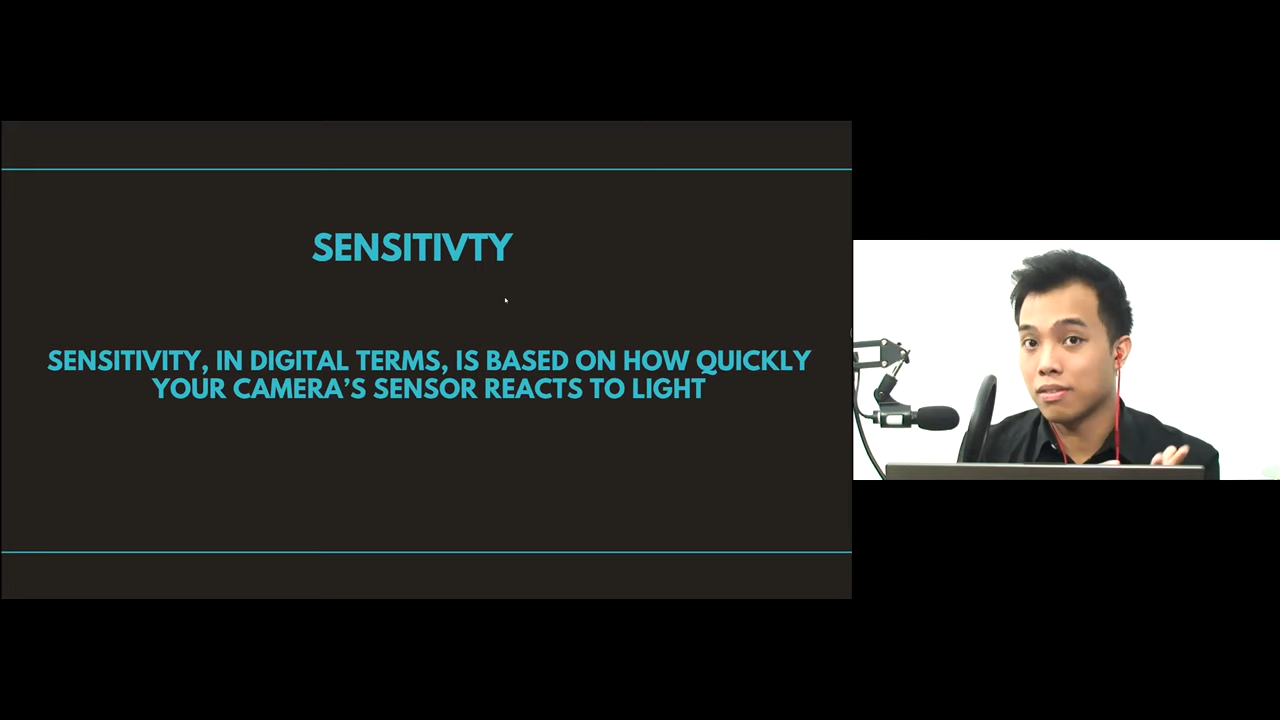 SENSITIVTY
SENSITIVITY, IN DIGITAL TERMS, IS BASED ON HOW QUICKLY
YOUR CAMERA’S SENSOR REACTS TO LIGHT